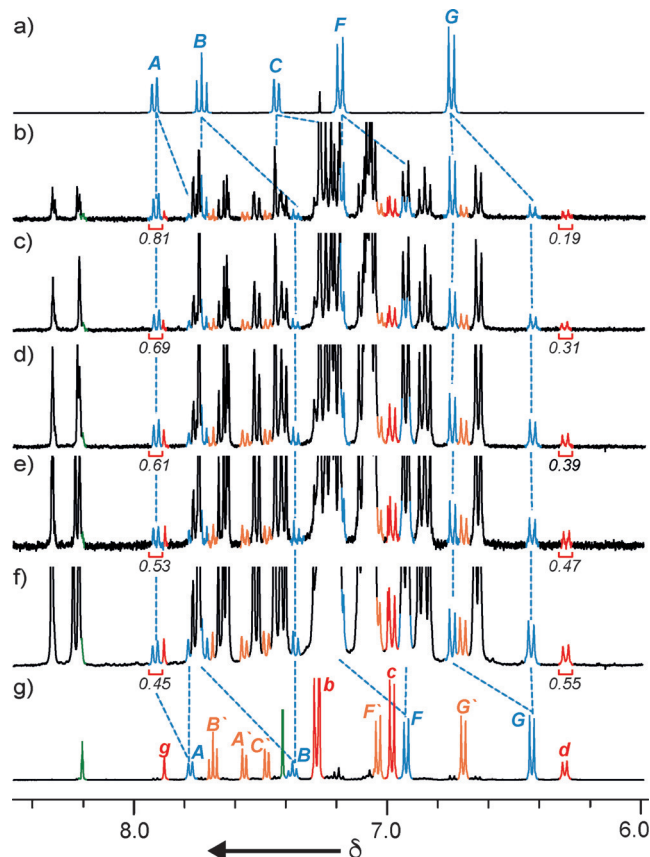 a)
A B C F G
b)
0.81 0.19
c)
0.69 0.31
d)
0.61 0.39
e)
0.53 0.47
f)
0.45 0.55
g)
g A B` A` C` B b F` c F G` G d
8.0 7.0 6.0
δ